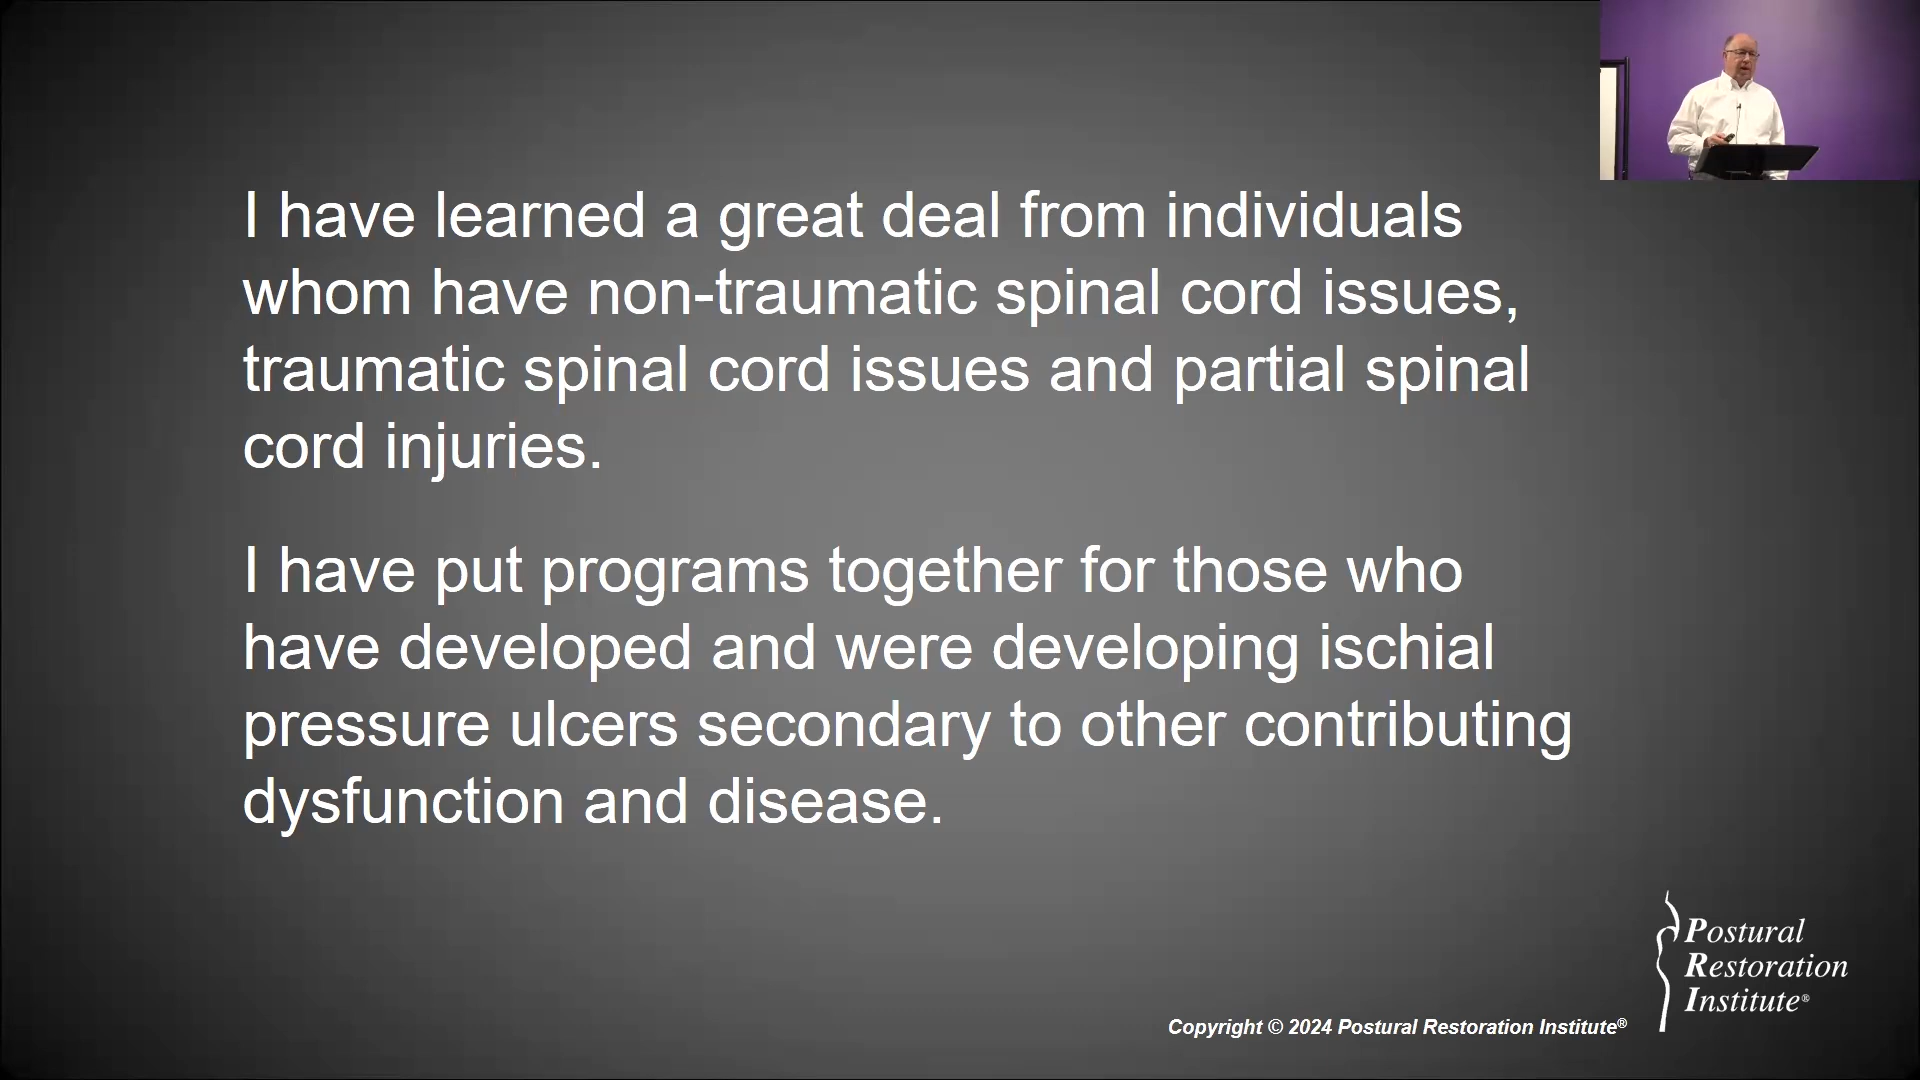 I have learned a great deal from individuals
whom have non-traumatic spinal cord issues,
traumatic spinal cord issues and partial spinal
cord injuries.
I have put programs together for those who
have developed and were developing ischial
pressure ulcers secondary to other contributing
dysfunction and disease.
Postural
Restoration
Institute®
Copyright © 2024 Postural Restoration Institute®